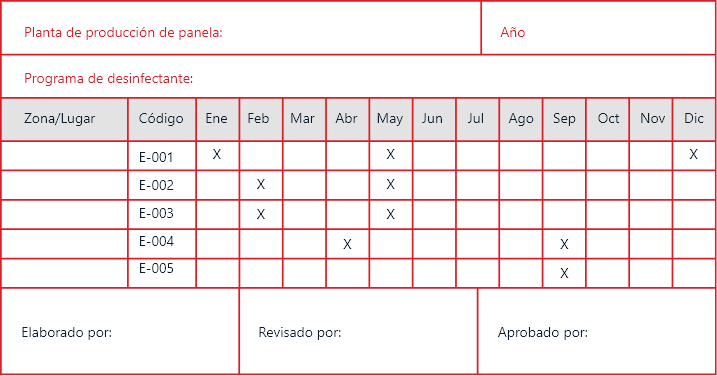 Planta de producción de panela: Año
Programa de desinfectante:
Zona/Lugar Código Ene Feb Mar Abr May Jun Jul Ago Sep Oct Nov Dic
E-001 X X X
E-002 X X
E-003 X X
E-004 X X
E-005 X
Elaborado por: Revisado por: Aprobado por: